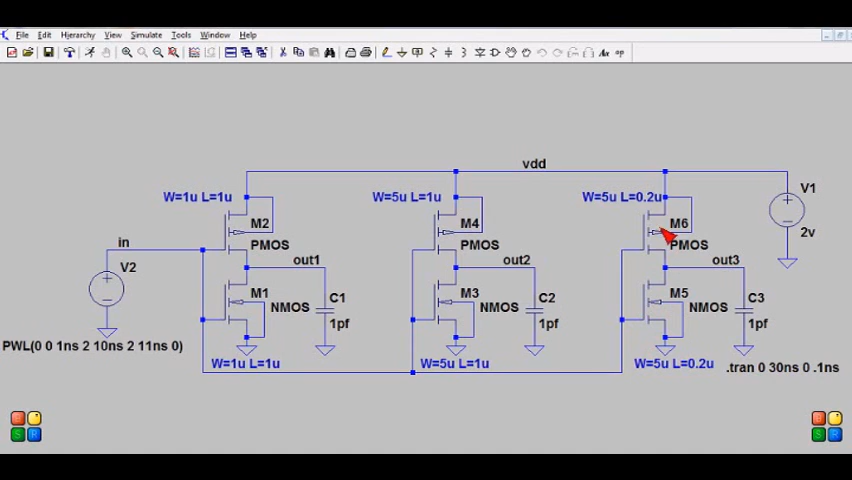 File Edit Hierarchy View Simulate Tools Window Help
vdd
W=1u L=1u
W=5u L=1u
W=5u L=0.2u
V1
M2
M4
M6
2v
in
PMOS
PMOS
PMOS
out1
out2
out3
V2
M1
C1
M3
C2
M5
C3
NMOS
NMOS
NMOS
1pf
1pf
1pf
PWL(0 0 1ns 2 10ns 2 11ns 0)
W=1u L=1u
W=5u L=1u
W=5u L=0.2u
.tran 0 30ns 0 .1ns